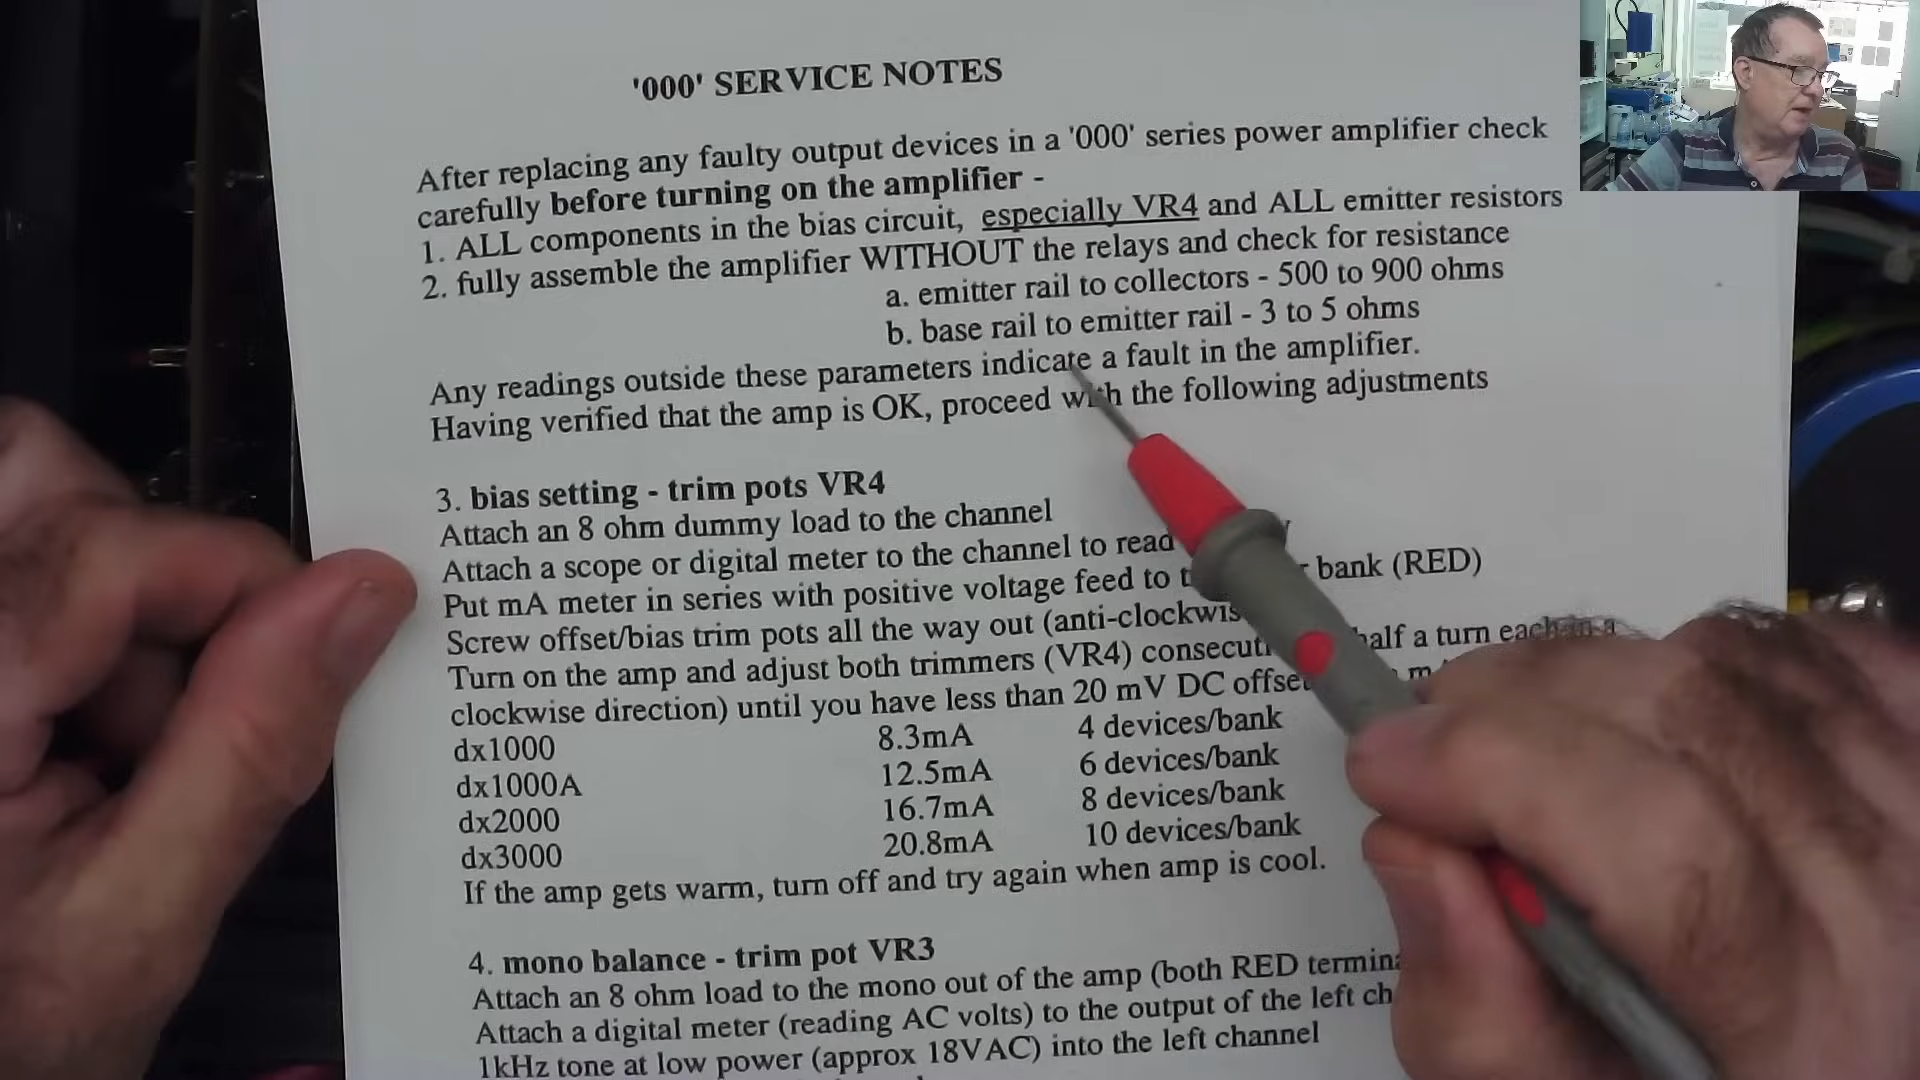 '000' SERVICE NOTES
After replacing any faulty output devices in a '000' series power amplifier check
carefully before turning on the amplifier -
1. ALL components in the bias circuit, especially VR4 and ALL emitter resistors
2. fully assemble the amplifier WITHOUT the relays and check for resistance
a. emitter rail to collectors - 500 to 900 ohms
b. base rail to emitter rail - 3 to 5 ohms
Any readings outside these parameters indicate a fault in the amplifier.
Having verified that the amp is OK, proceed with the following adjustments
3. bias setting - trim pots VR4
Attach an 8 ohm dummy load to the channel
Attach a scope or digital meter to the channel to read
Put mA meter in series with positive voltage feed to bank (RED)
Screw offset/bias trim pots all the way out
Turn on the amp and adjust both trimmers (VR4) half a turn each in a
clockwise direction) until you have less than 20 mV DC
dx1000 8.3mA 4 devices/bank
dx1000A 12.5mA 6 devices/bank
dx2000 16.7mA 8 devices/bank
dx3000 20.8mA 10 devices/bank
If the amp gets warm, turn off and try again when amp is cool.
4. mono balance - trim pot VR3
Attach an 8 ohm load to the mono out of the amp (both RED
Attach a digital meter (reading AC volts) to the output of the left
1kHz tone at low power (approx 18VAC) into the left channel